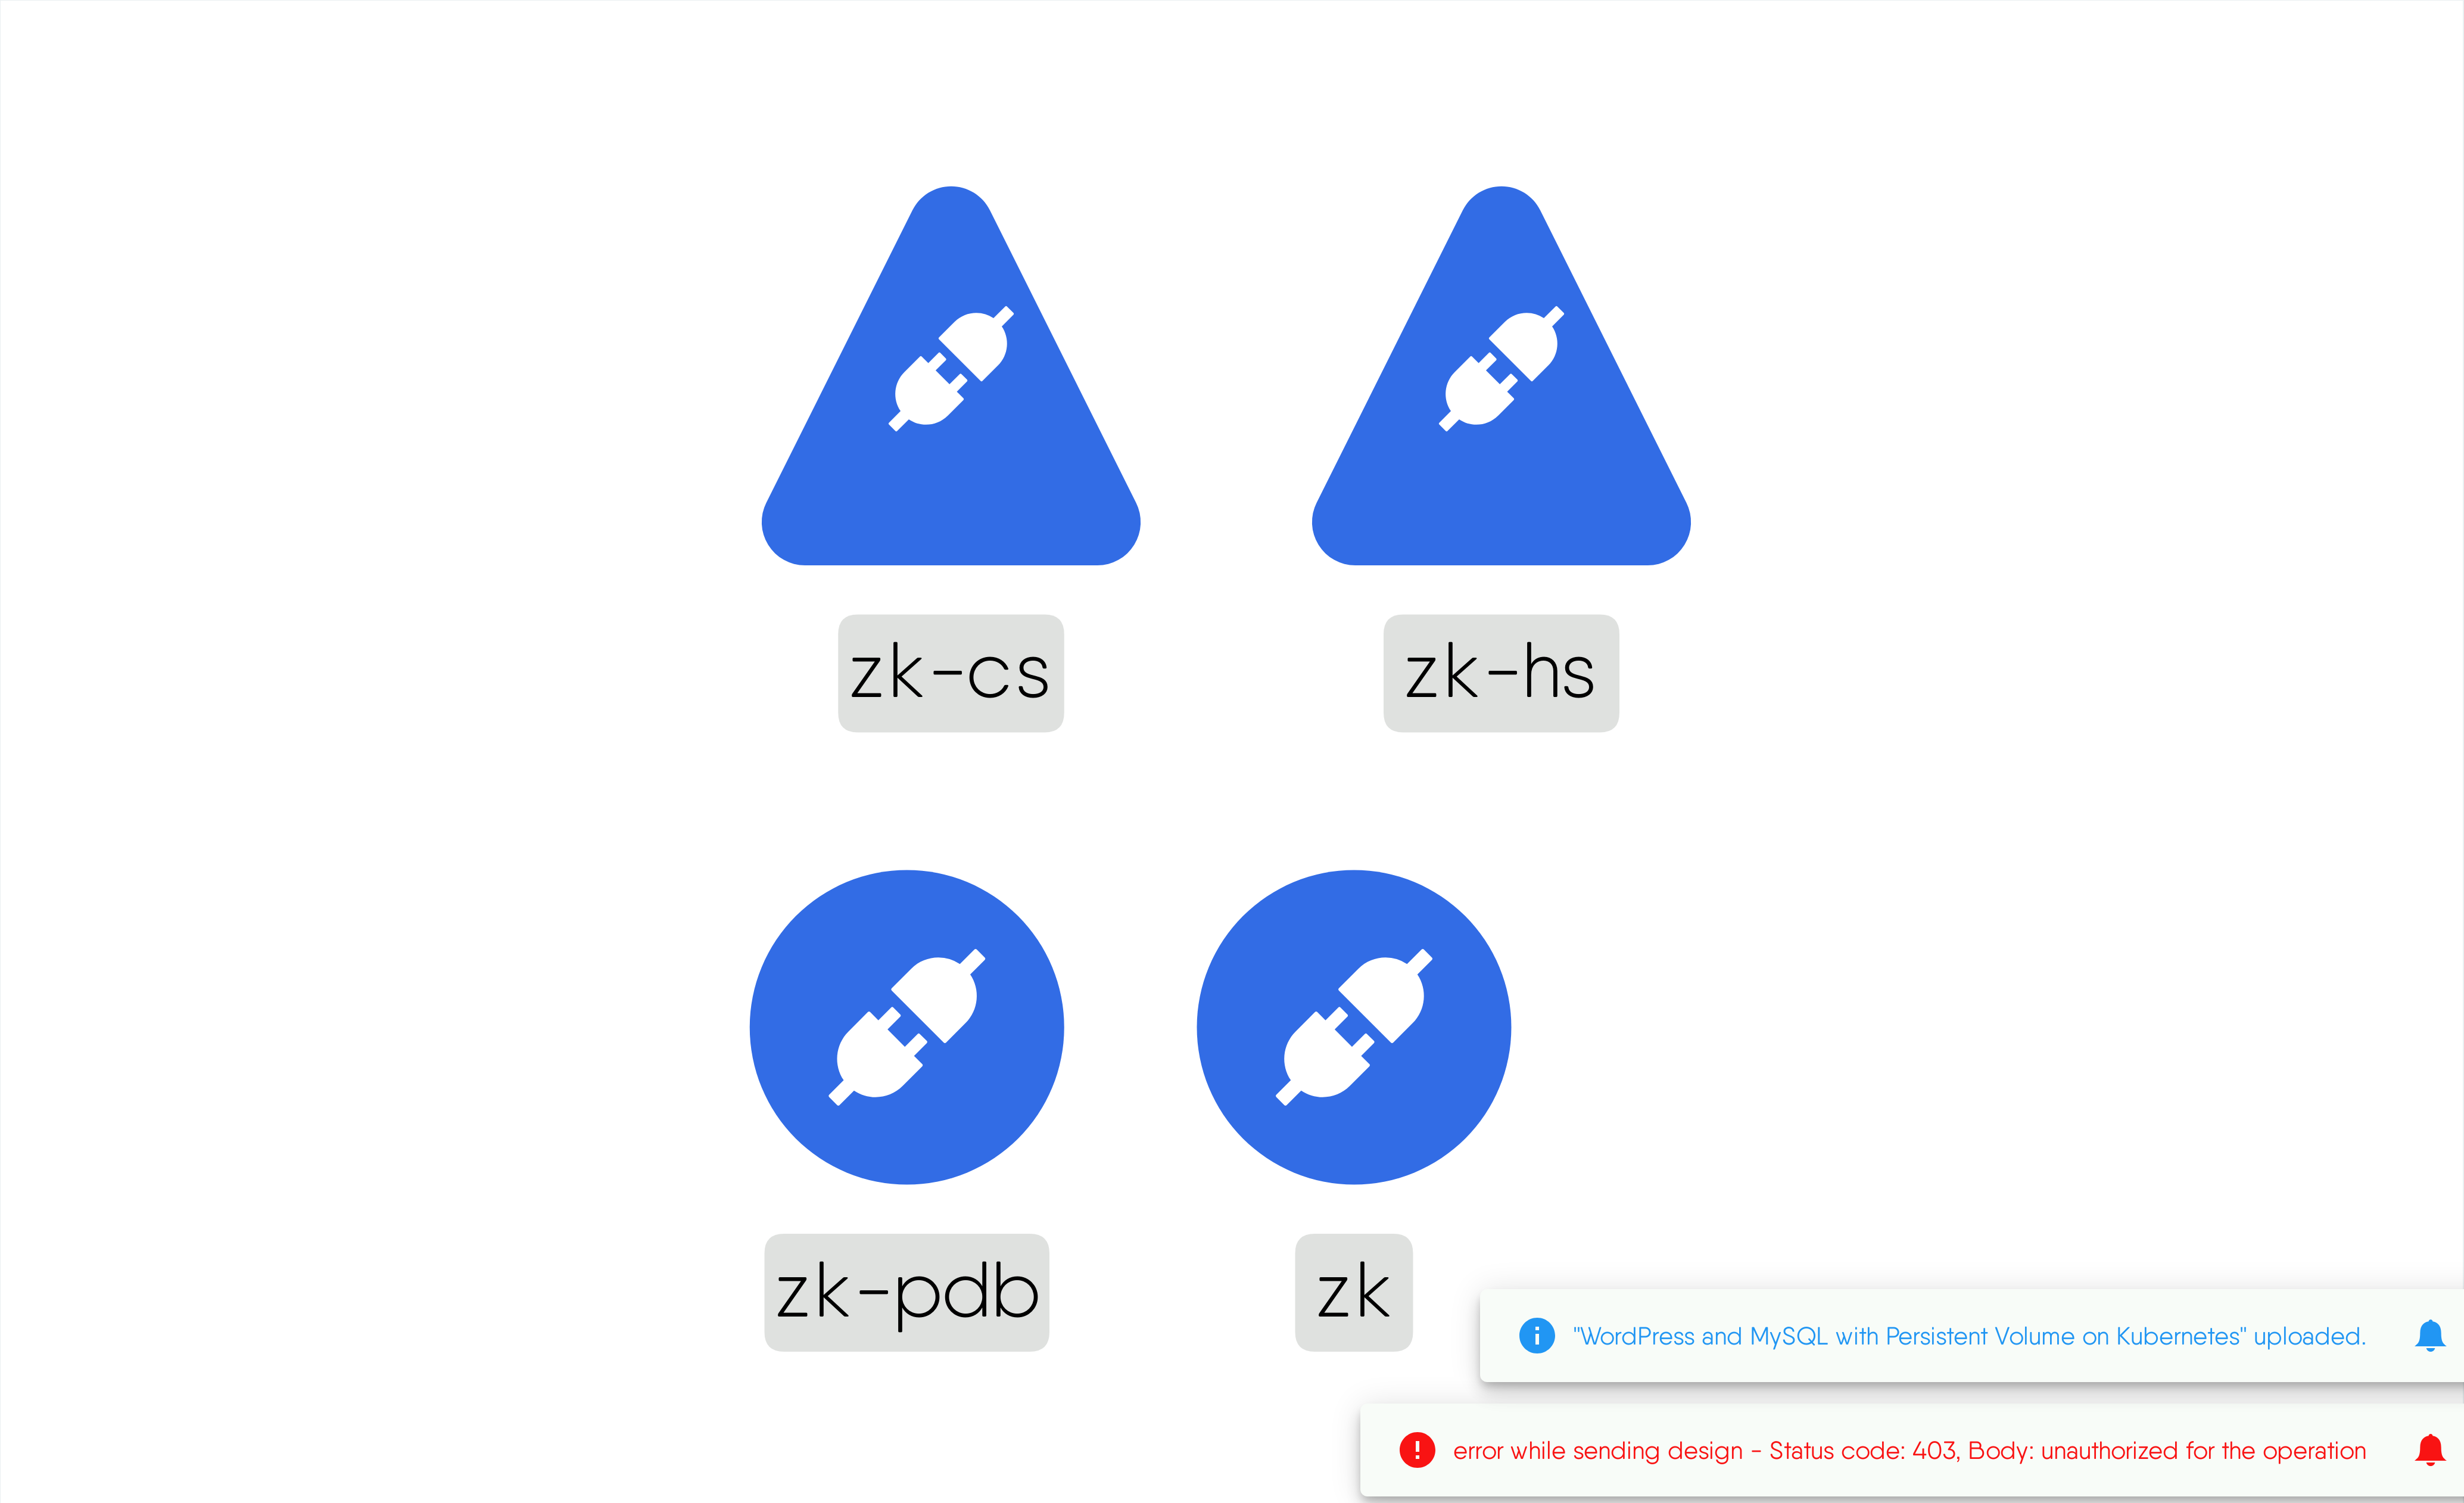 zk-cs
zk-hs
zk-pdb
zk
"WordPress and MySQL with Persistent Volume on Kubernetes" uploaded.
error while sending design - Status code: 403, Body: unauthorized for the operation